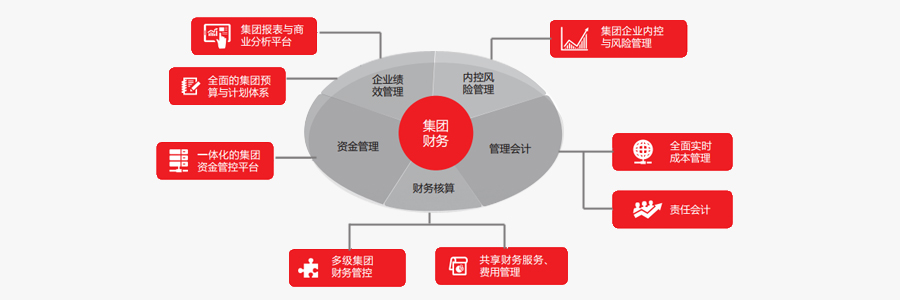 集团报表与商
业分析平台
集团企业内控
与风险管理
全面的集团预
算与计划体系
企业绩
效管理
内控风
险管理
集团
财务
资金管理
管理会计
全面实时
成本管理
一体化的集团
资金管控平台
财务核算
责任会计
多级集团
财务管控
共享财务服务、
费用管理